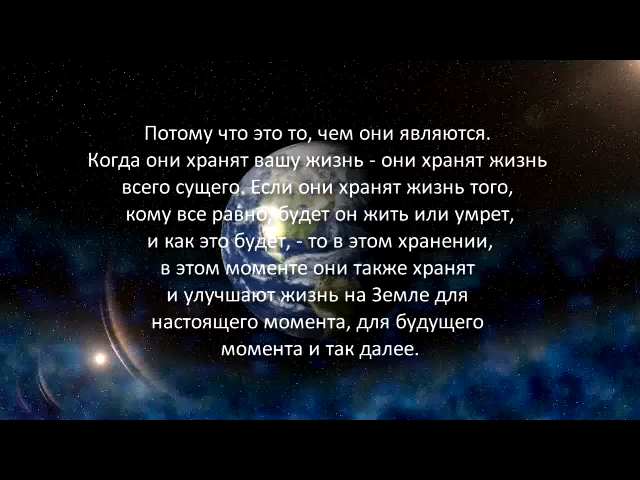 Потому что это то, чем они являются.
Когда они хранят вашу жизнь - они хранят жизнь
всего сущего. Если они хранят жизнь того,
кому все равно, будет он жить или умрет,
и как это будет, - то в этом хранении,
в этом моменте они также хранят
и улучшают жизнь на Земле для
настоящего момента, для будущего
момента и так далее.